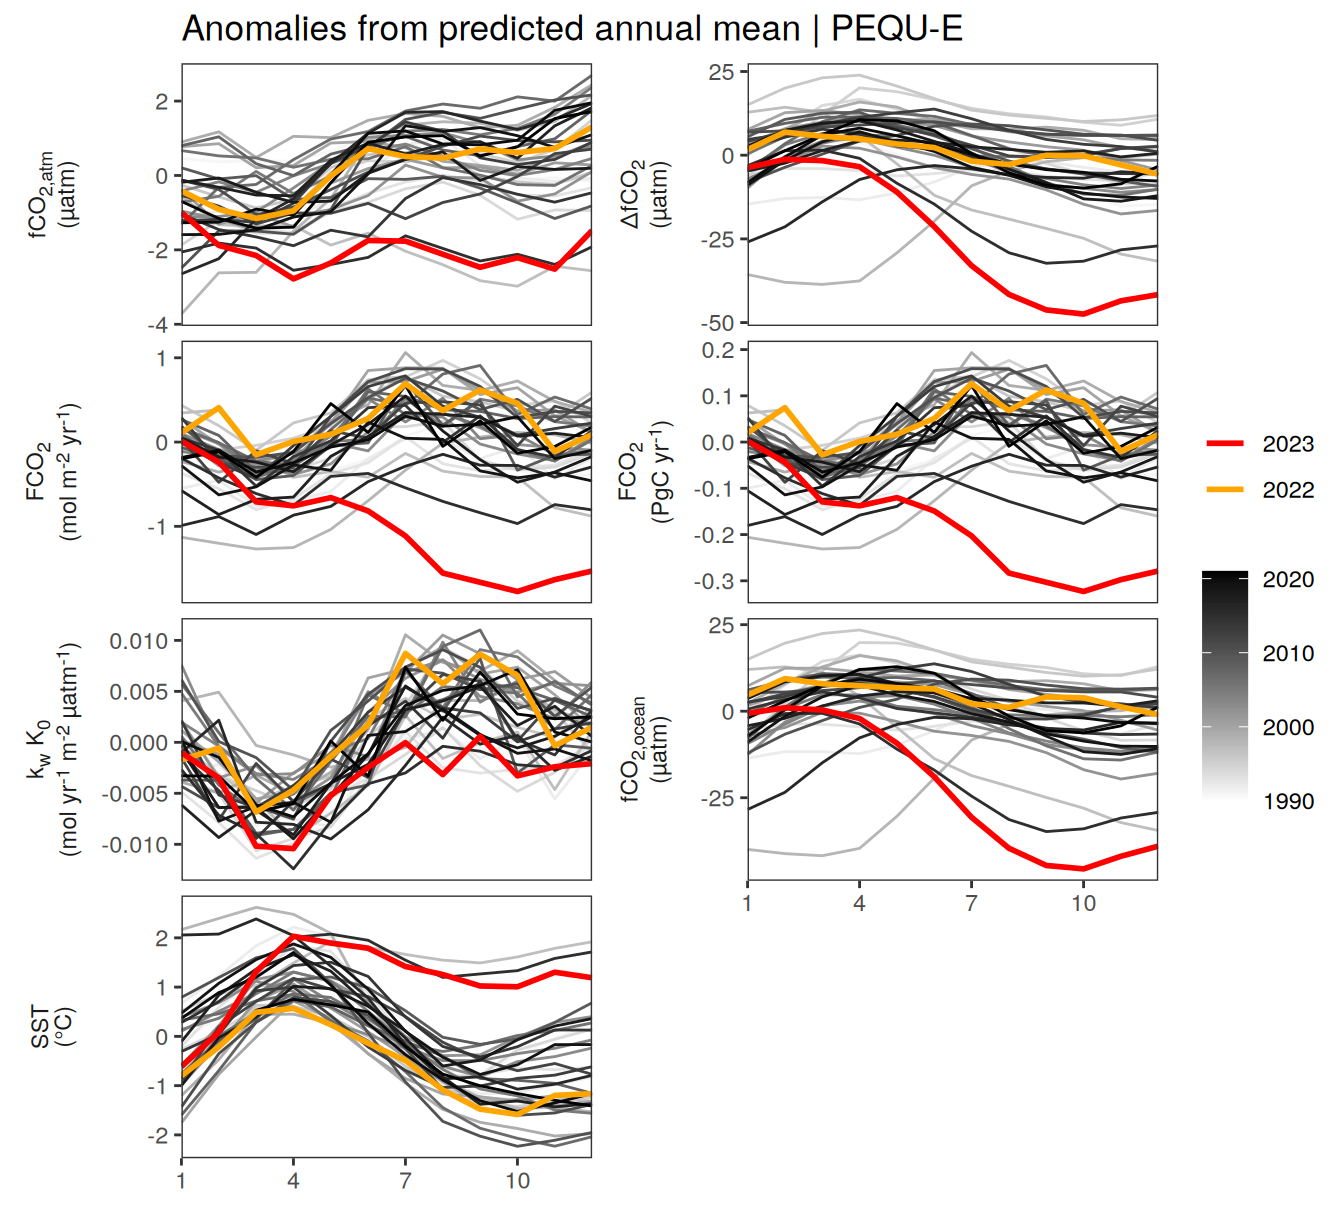 Anomalies from predicted annual mean | PEQU-E
fCO2,atm
(µatm)
2
0
-2
-4
ΔfCO2
(µatm)
25
0
-25
-50
FCO2
(mol m-2 yr-1)
1
0
-1
FCO2
(PgC yr-1)
0.2
0.1
0.0
-0.1
-0.2
-0.3
kw K0
(mol yr-1 m-2 µatm-1)
0.010
0.005
0.000
-0.005
-0.010
fCO2,ocean
(µatm)
25
0
-25
1 4 7 10
SST
(°C)
2
1
0
-1
-2
1 4 7 10
2023
2022
2020
2010
2000
1990